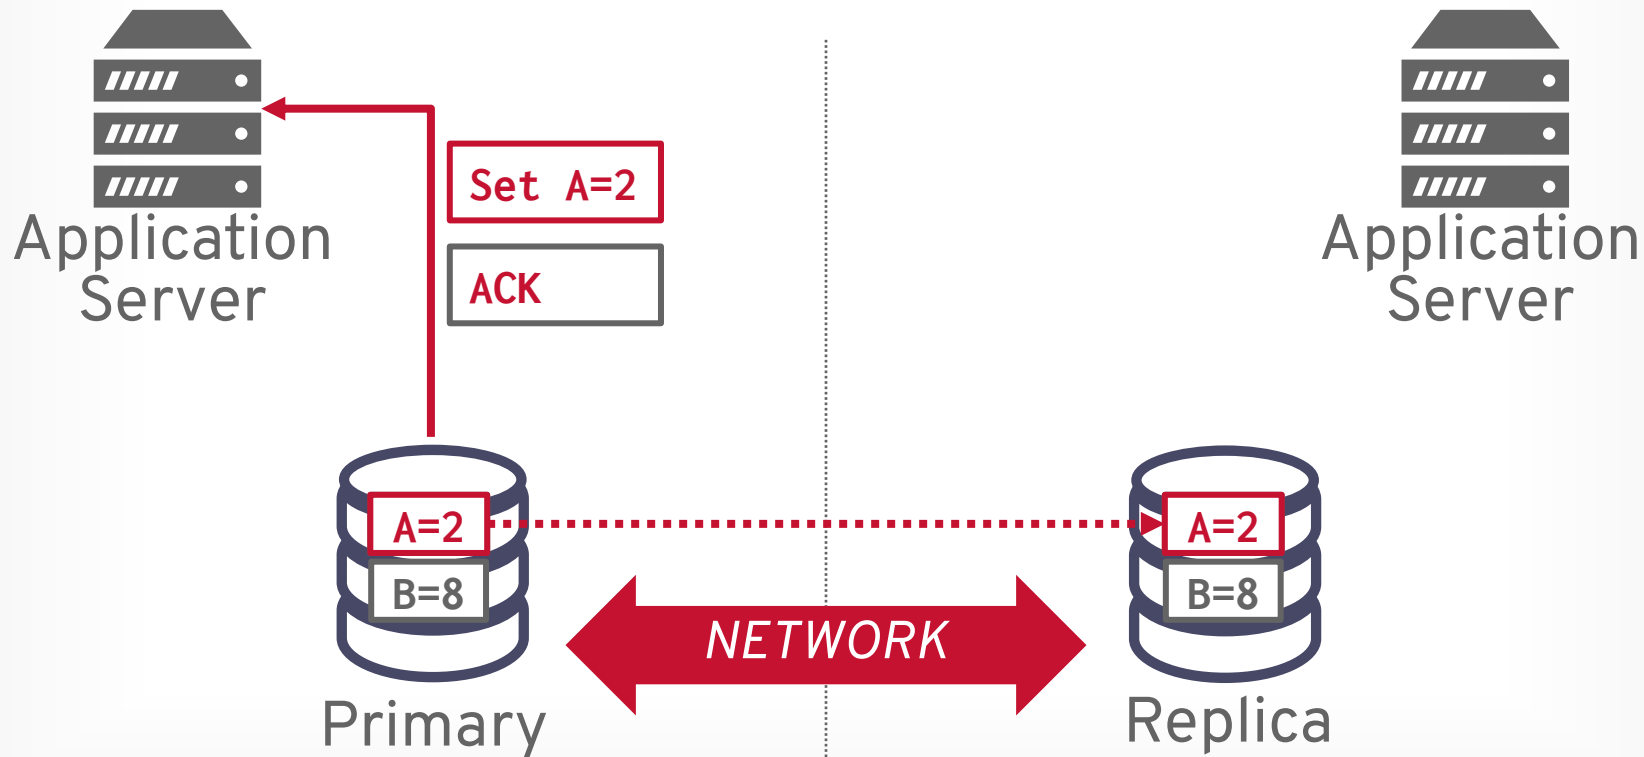 Application
Server
Set A=2
ACK
Application
Server
A=2
B=8
A=2
B=8
NETWORK
Primary
Replica